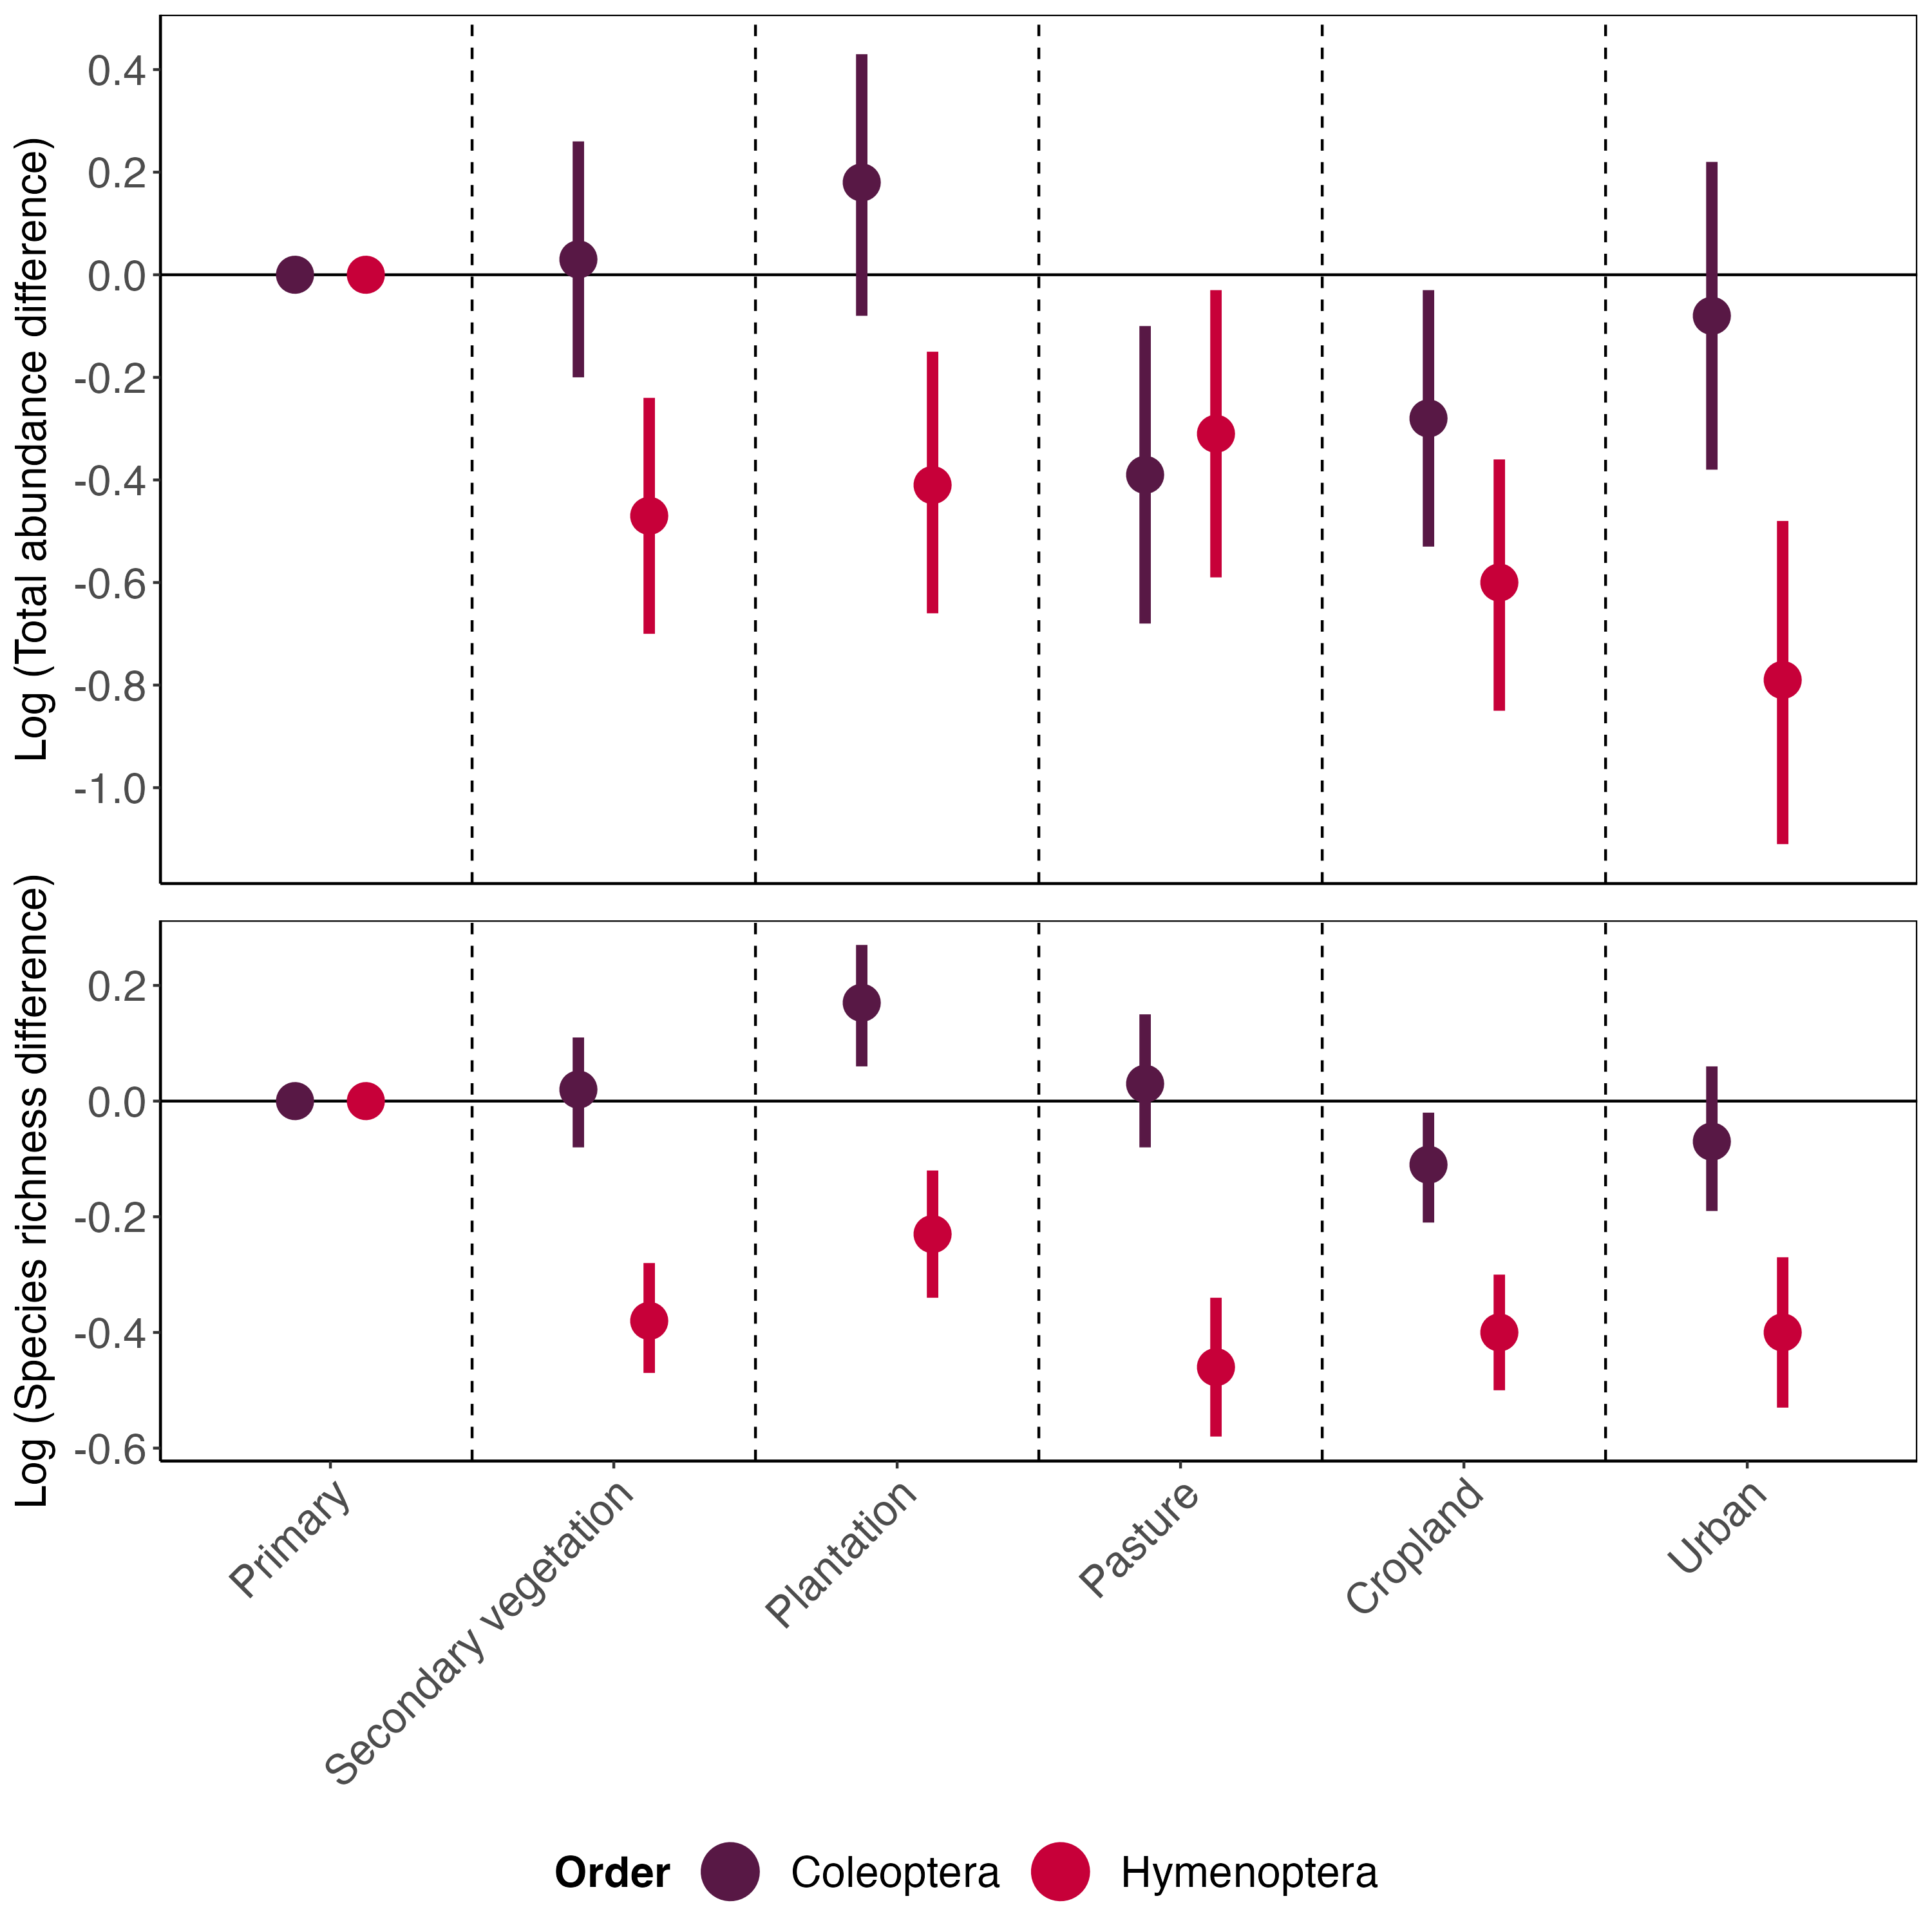 Log (Total abundance difference)
0.4
0.2
0.0
-0.2
-0.4
-0.6
-0.8
-1.0
Log (Species richness difference)
0.2
0.0
-0.2
-0.4
-0.6
Primary
Secondary vegetation
Plantation
Pasture
Cropland
Urban
Order Coleoptera Hymenoptera